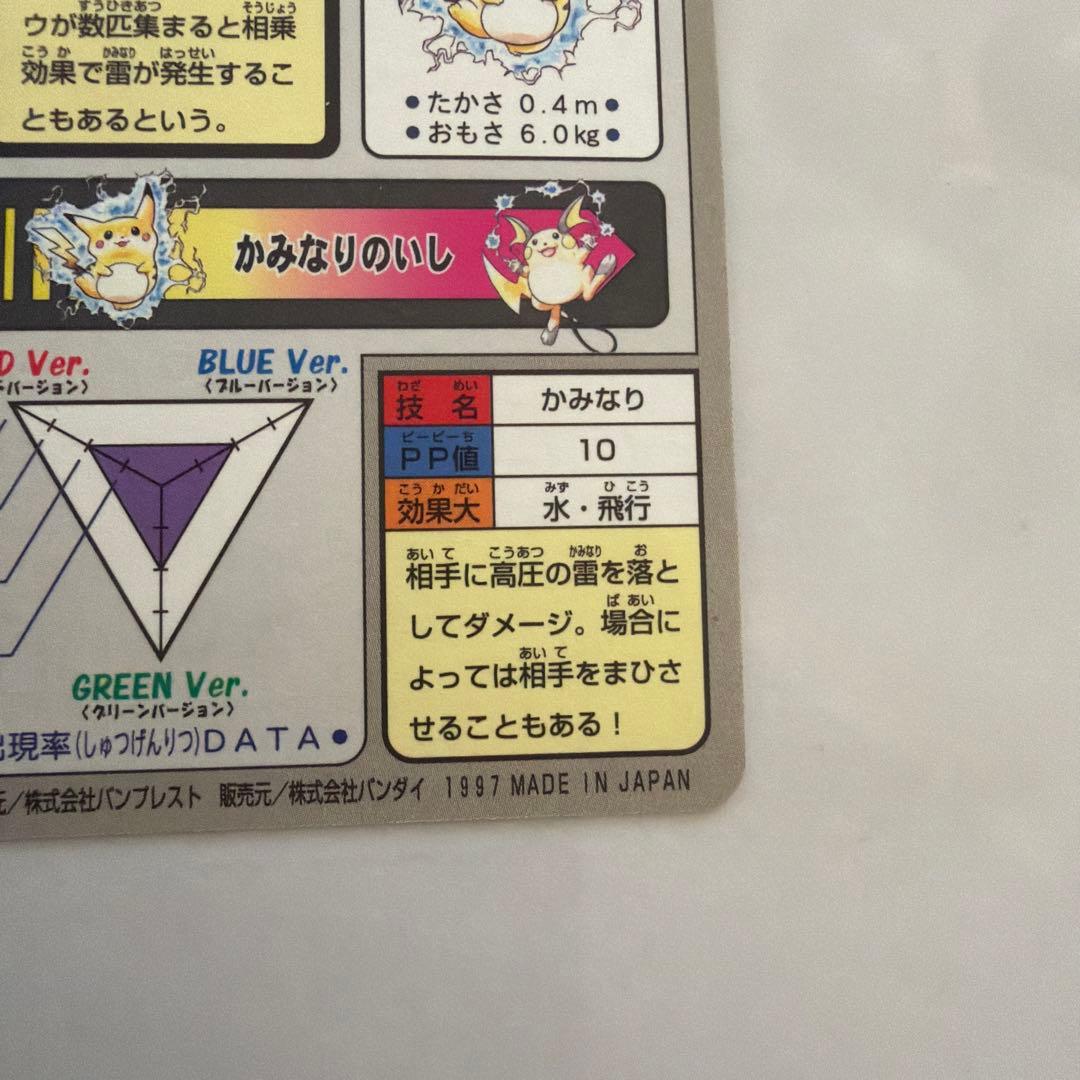 ウが数匹集まると相乗
効果で雷が発生するこ
ともあるという。
●たかさ 0.4m●
●おもさ 6.0kg●
かみなりのいし
D Ver.
バージョン〉
BLUE Ver.
〈ブルーバージョン〉
GREEN Ver.
〈グリーンバージョン〉
出現率(しゅつげんりつ)DATA●
技名 かみなり
PP値 10
効果大 水・飛行
相手に高圧の雷を落と
してダメージ。場合に
よっては相手をまひさ
せることもある！
元/株式会社バンプレスト 販売元/株式会社バンダイ 1997 MADE IN JAPAN